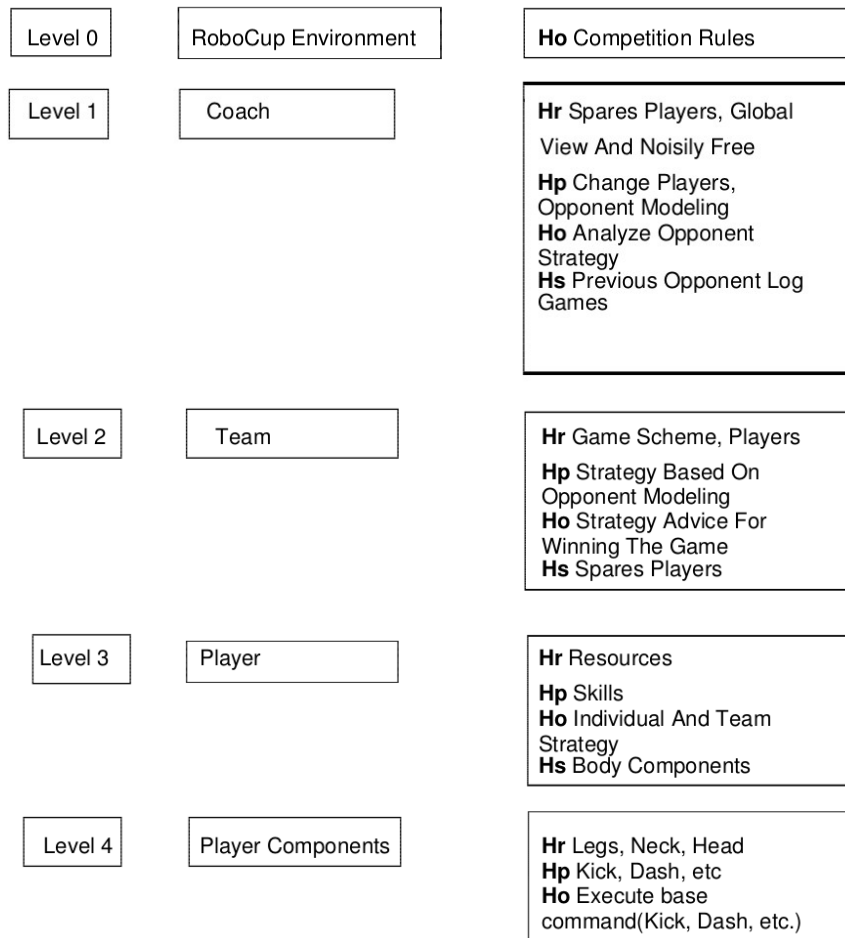 Level 0
RoboCup Environment
Ho Competition Rules
Level 1
Coach
Hr Spares Players, Global
View And Noisily Free
Hp Change Players,
Opponent Modeling
Ho Analyze Opponent
Strategy
Hs Previous Opponent Log
Games
Level 2
Team
Hr Game Scheme, Players
Hp Strategy Based On
Opponent Modeling
Ho Strategy Advice For
Winning The Game
Hs Spares Players
Level 3
Player
Hr Resources
Hp Skills
Ho Individual And Team
Strategy
Hs Body Components
Level 4
Player Components
Hr Legs, Neck, Head
Hp Kick, Dash, etc
Ho Execute base
command(Kick, Dash, etc.)